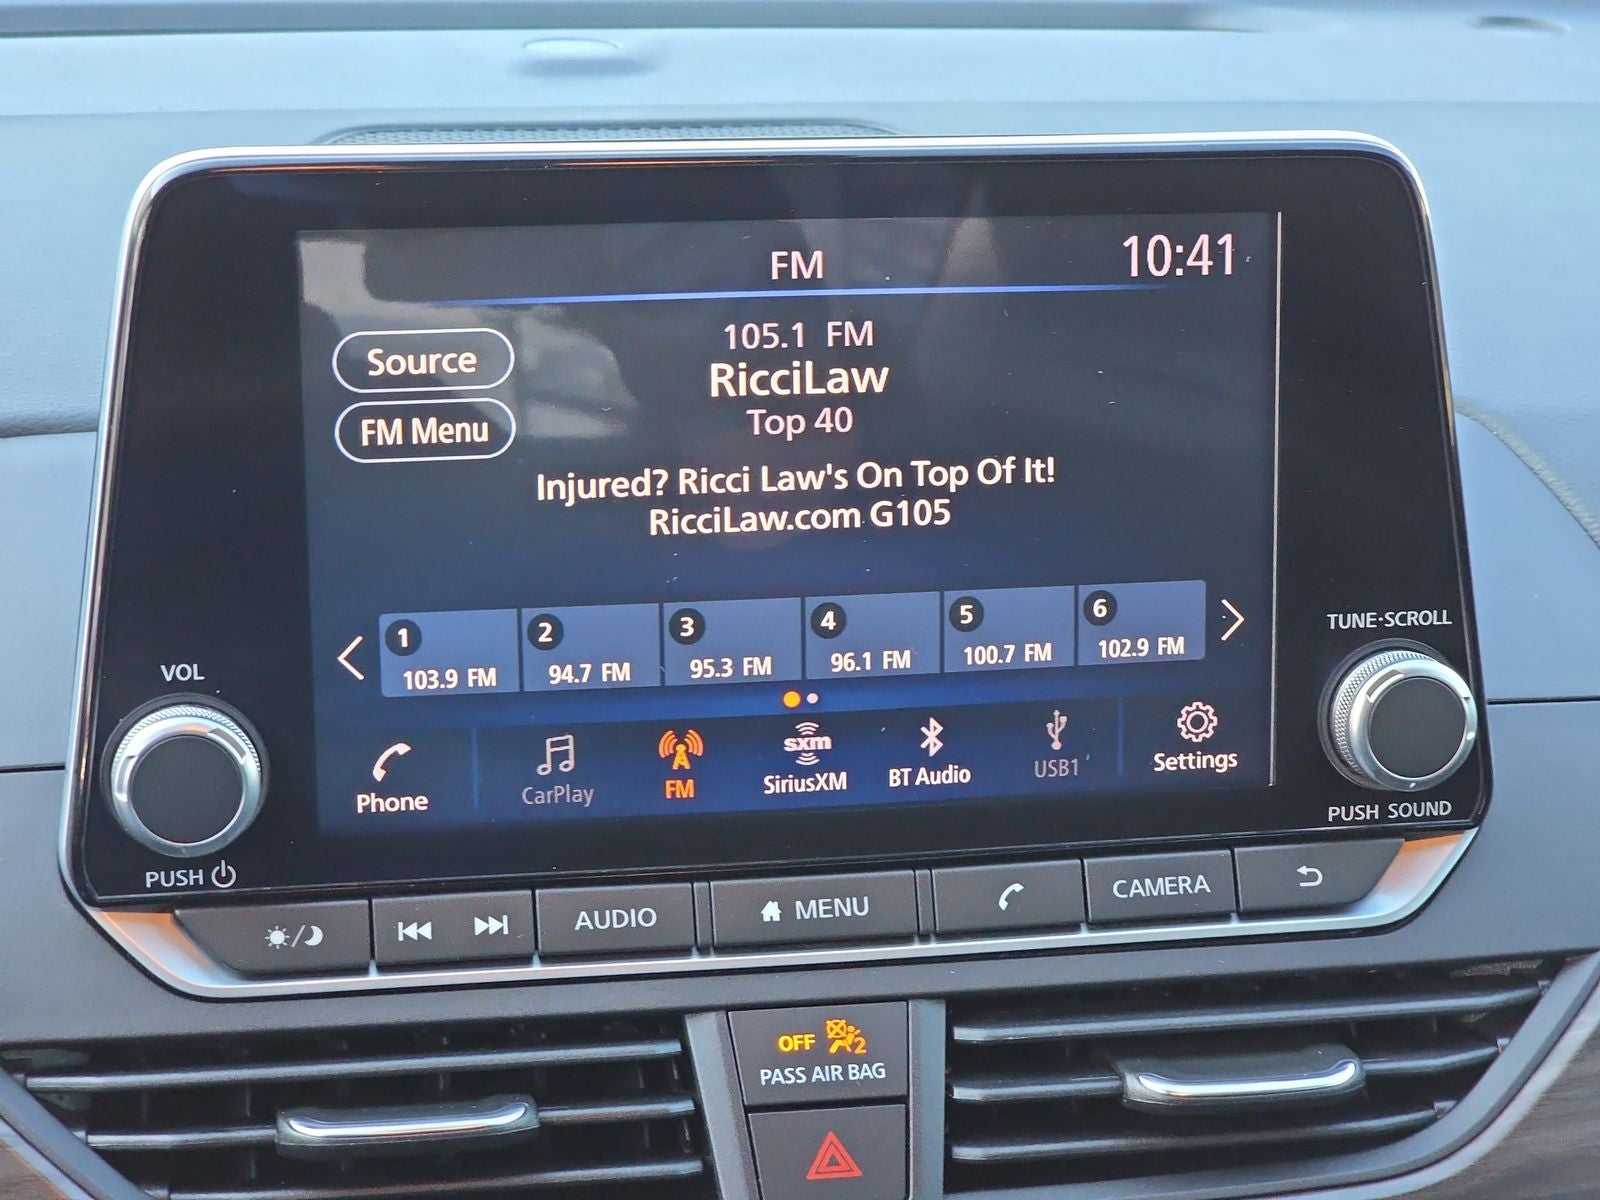 FM
10:41
105.1 FM
Source
RicciLaw
FM Menu
Top 40
Injured? Ricci Law's On Top Of It!
RicciLaw.com G105
1 2 3 4 5 6
103.9 FM 94.7 FM 95.3 FM 96.1 FM 100.7 FM 102.9 FM
sxm
Phone CarPlay FM SiriusXM BT Audio USB1 Settings
VOL
PUSH
TUNE·SCROLL
PUSH SOUND
AUDIO MENU CAMERA
OFF 2
PASS AIR BAG